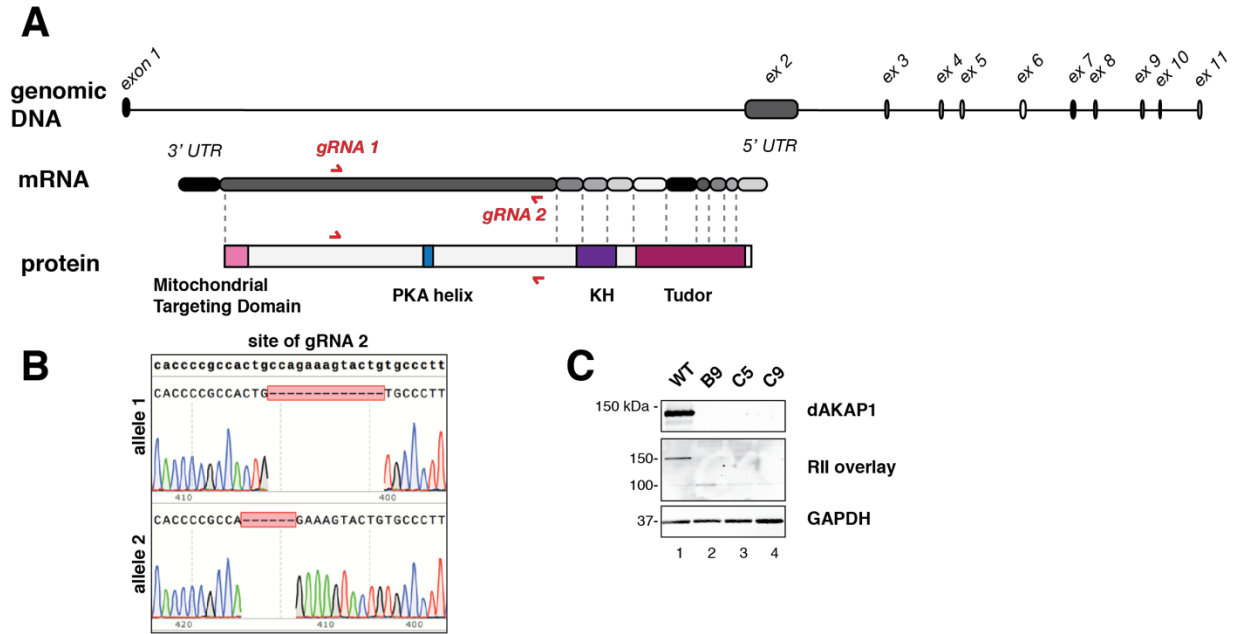 A
genomic
DNA
exon 1
ex 2
ex 3
ex 4
ex 5
ex 6
ex 7
ex 8
ex 9
ex 10
ex 11
3' UTR
gRNA 1
5' UTR
mRNA
gRNA 2
protein
Mitochondrial
Targeting Domain
PKA helix
KH
Tudor
B
site of gRNA 2
caccccgccactgccagaaagtactgtgccctt
allele 1
CACCCCGCCACTG-------------TGCCCTT
410 400
allele 2
CACCCCGCCA------GAAAGTACTGTGCCCTT
420 410 400
C
WT B9 C5 C9
150 kDa - dAKAP1
150- RII overlay
100-
37- GAPDH
1 2 3 4